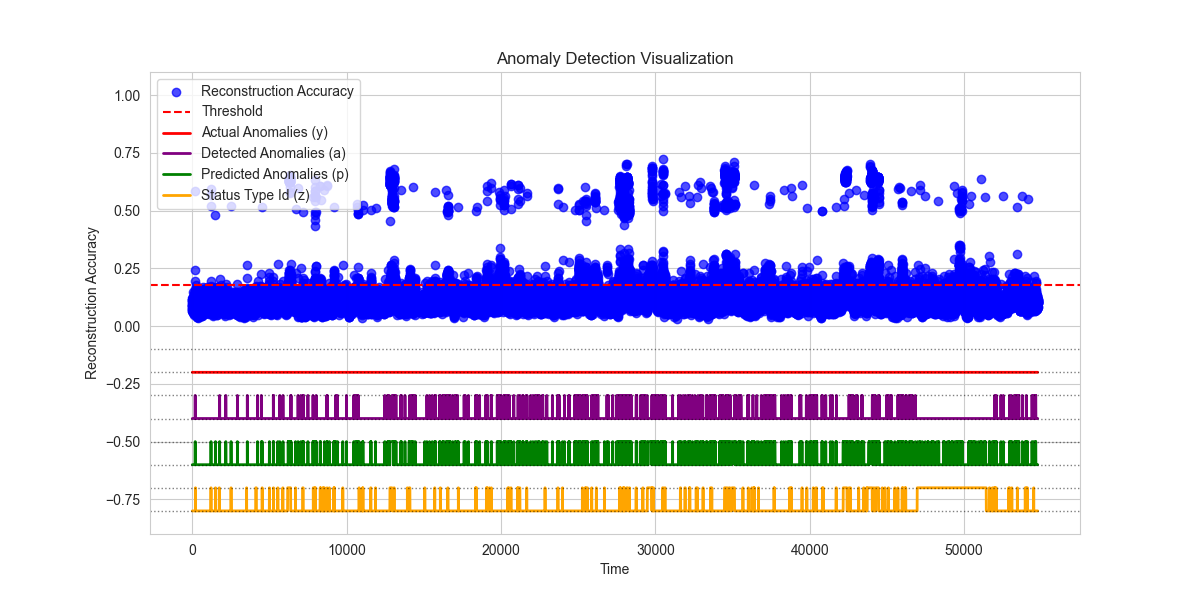 Anomaly Detection Visualization
Reconstruction Accuracy
Threshold
Actual Anomalies (y)
Detected Anomalies (a)
Predicted Anomalies (p)
Status Type Id (z)
Reconstruction Accuracy
1.00
0.75
0.50
0.25
0.00
−0.25
−0.50
−0.75
0 10000 20000 30000 40000 50000
Time